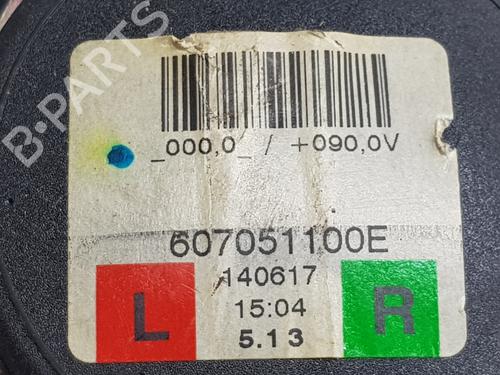 B-PARTS
_000,0_ / +090,0V
607051100E
140617
L
15:04
R
5.13